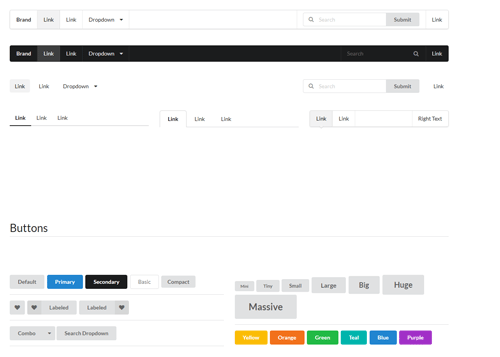 Brand Link Link Dropdown Search Submit Link
Brand Link Link Dropdown Search Link
Link Link Dropdown Search Submit Link
Link Link Link Link Link Link Link Link Right Text
Buttons
Default Primary Secondary Basic Compact
Mini Tiny Small Large Big Huge
Massive
Labeled Labeled
Combo Search Dropdown
Yellow Orange Green Teal Blue Purple